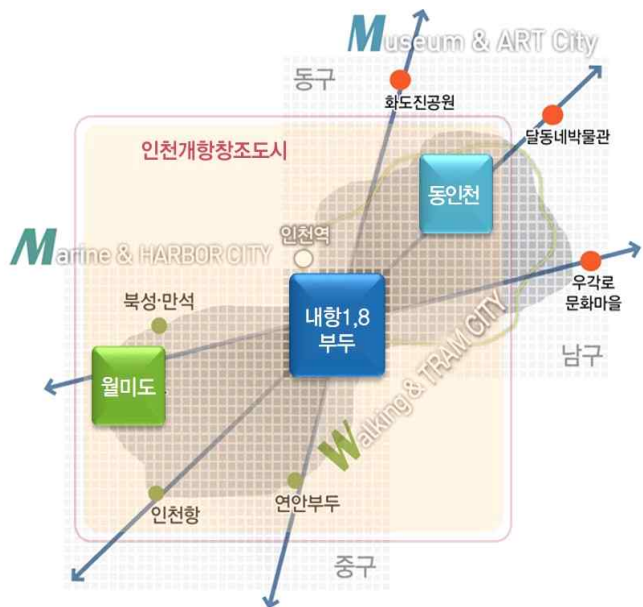 Museum & ART City
동구
화도진공원
달동네박물관
인천개항창조도시
동인천
Marine & HARBOR CITY
인천역
우각로
문화마을
북성·만석
내항1,8
부두
남구
월미도
Walking & TRAM CITY
인천항
연안부두
중구